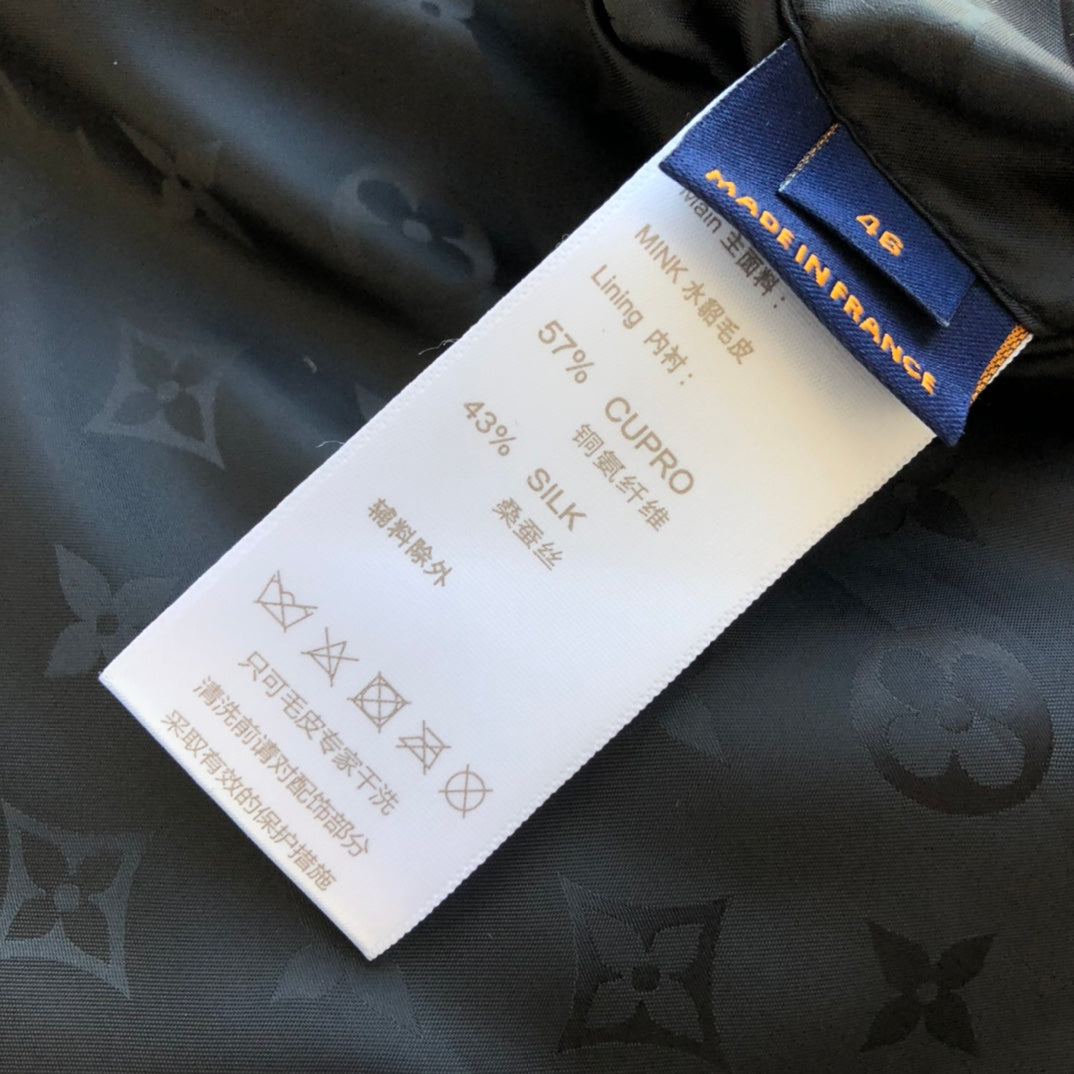 46
MADE IN FRANCE
Main 主面料：
MINK 水貂毛皮
Lining 内衬：
57% CUPRO
铜氨纤维
43% SILK
桑蚕丝
辅料除外
只可毛皮专家干洗
清洗前请对配饰部分
采取有效的保护措施